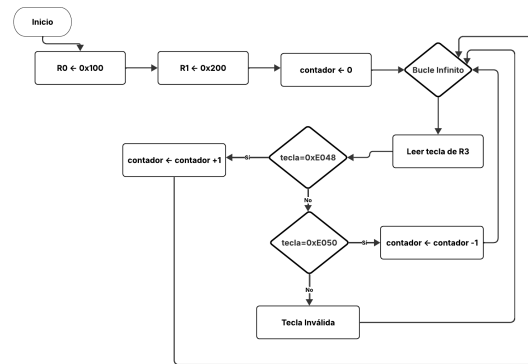 Inicio
R0 ← 0x100
R1 ← 0x200
contador ← 0
Bucle Infinito
Leer tecla de R3
tecla=0xE048
Si
contador ← contador +1
No
tecla=0xE050
Si
contador ← contador -1
No
Tecla Inválida